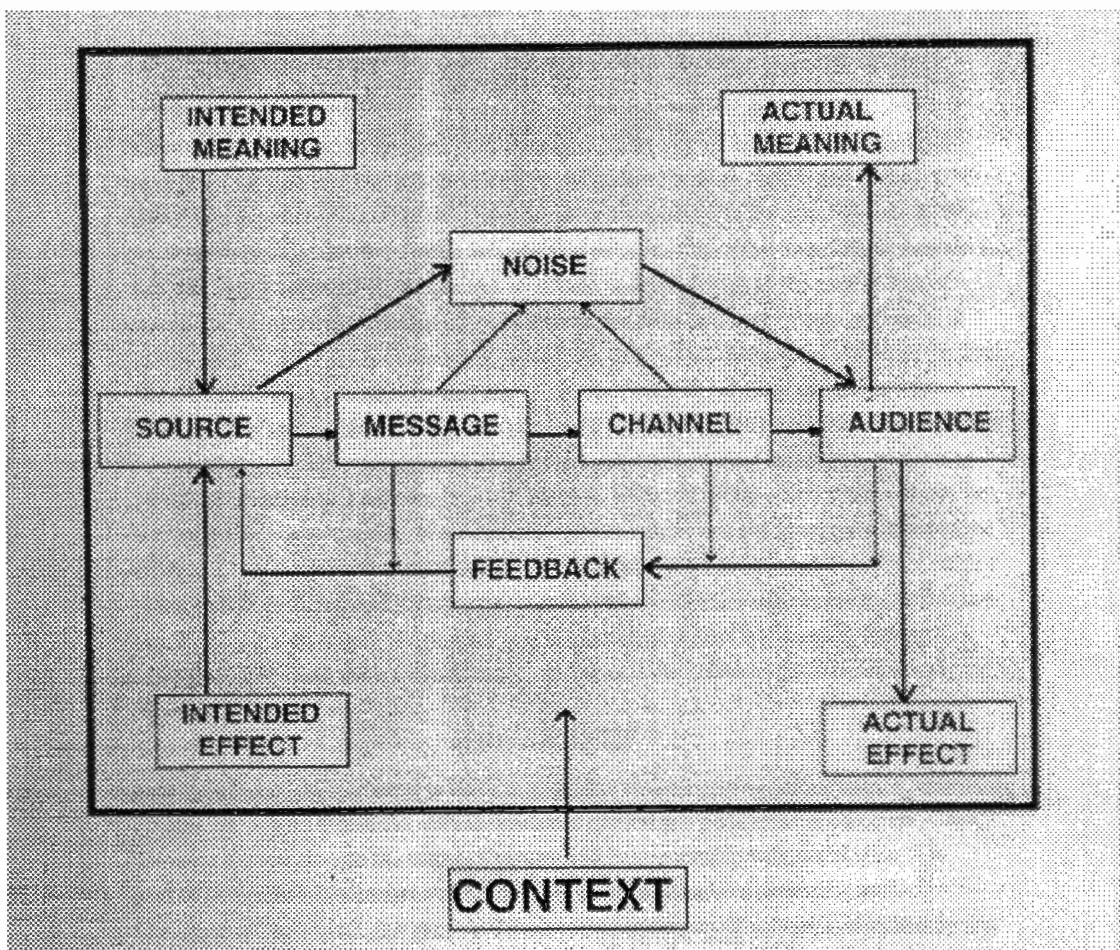 INTENDED
MEANING
ACTUAL
MEANING
NOISE
SOURCE
MESSAGE
CHANNEL
AUDIENCE
FEEDBACK
INTENDED
EFFECT
ACTUAL
EFFECT
CONTEXT